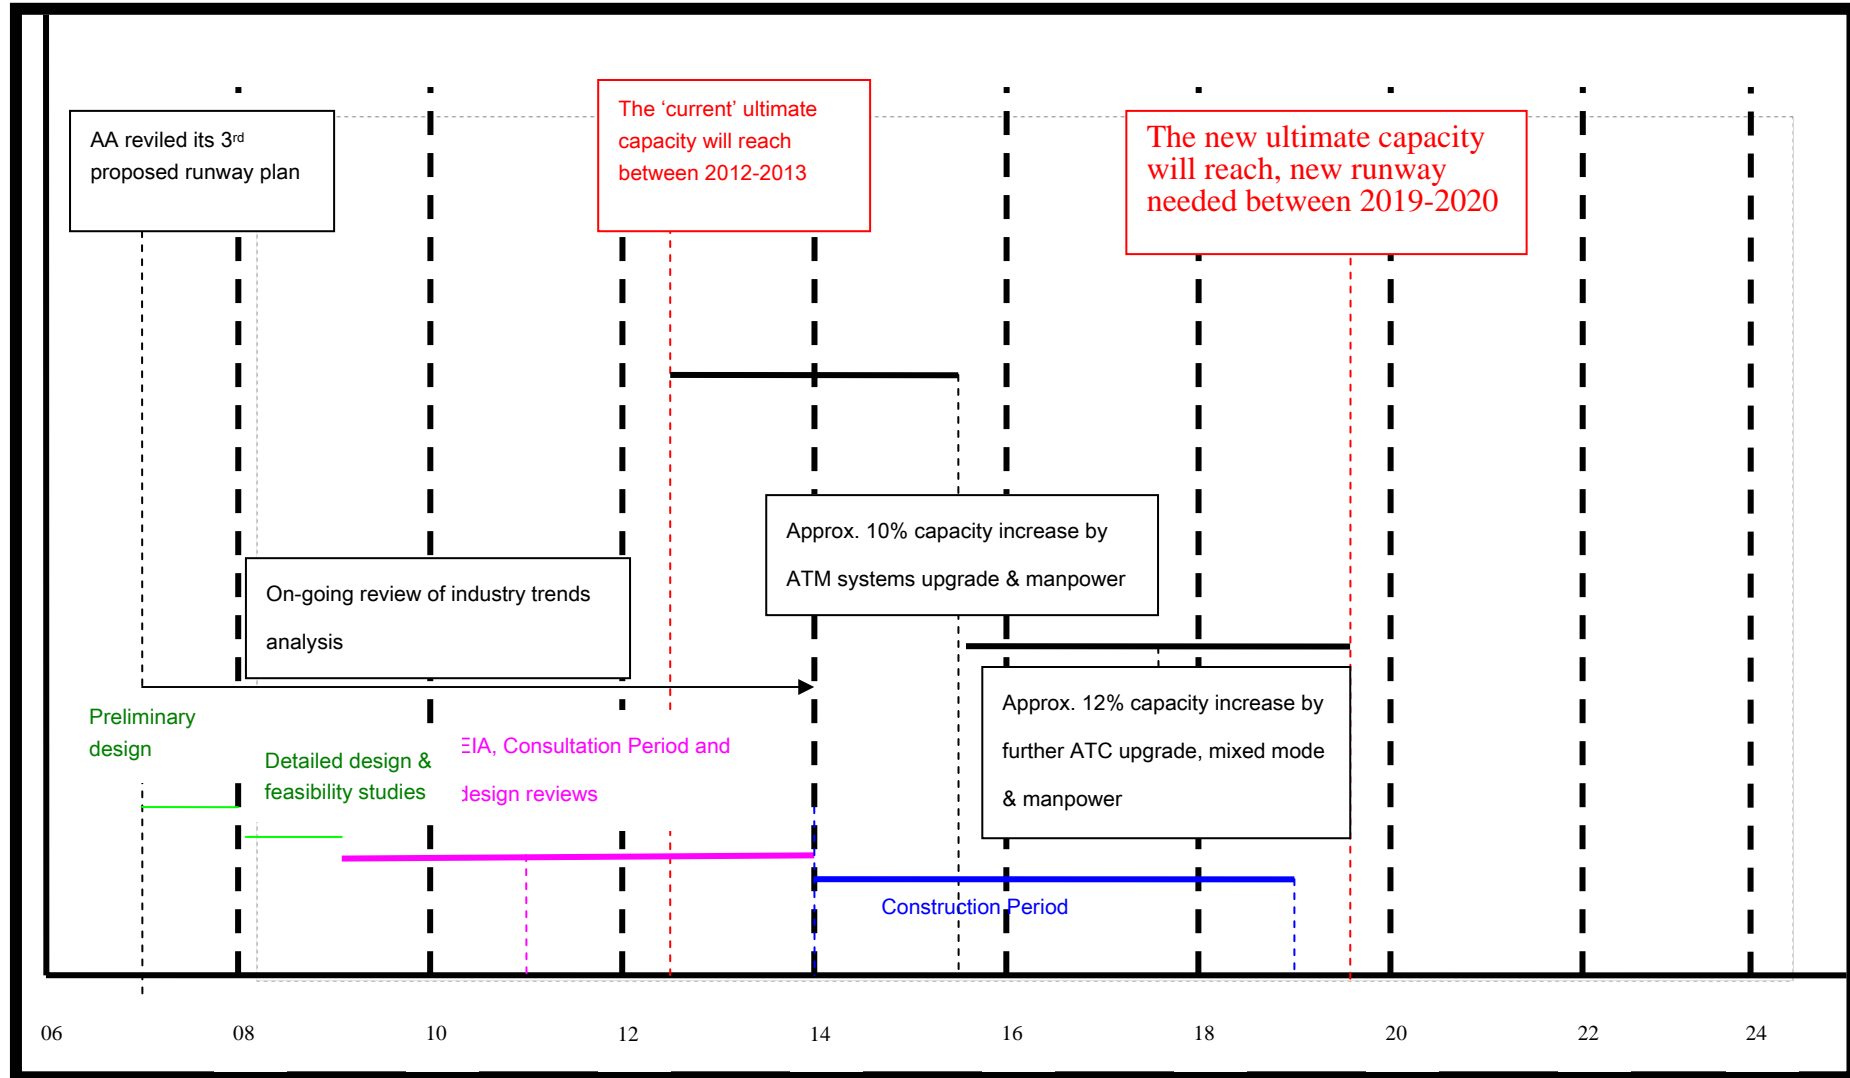 AA reviled its 3rd
proposed runway plan
The ‘current’ ultimate
capacity will reach
between 2012-2013
The new ultimate capacity
will reach, new runway
needed between 2019-2020
Approx. 10% capacity increase by
ATM systems upgrade & manpower
On-going review of industry trends
analysis
Approx. 12% capacity increase by
further ATC upgrade, mixed mode
& manpower
Preliminary
design
Detailed design &
feasibility studies
EIA, Consultation Period and
design reviews
Construction Period
06 08 10 12 14 16 18 20 22 24